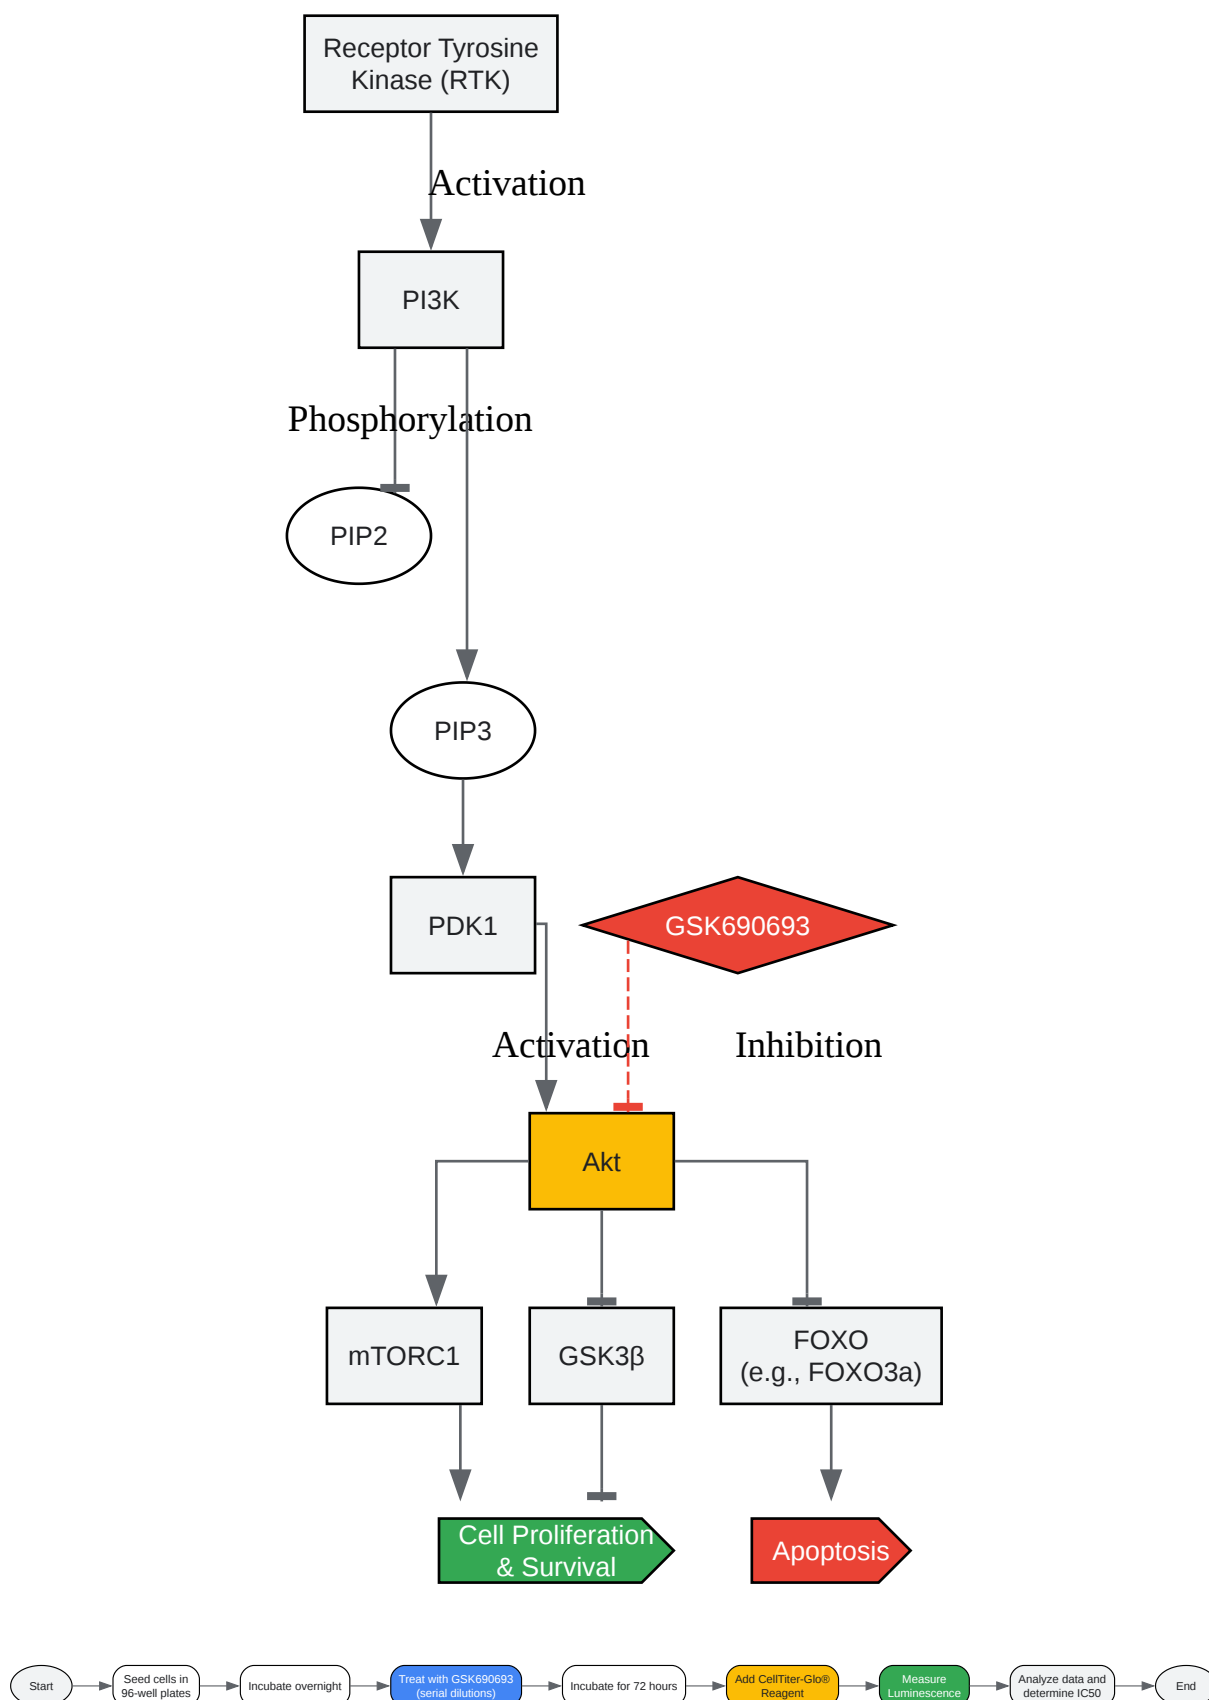 Receptor Tyrosine
Kinase (RTK)
Activation
PI3K
Phosphorylation
PIP2
PIP3
PDK1
GSK690693
Activation
Inhibition
Akt
mTORC1
GSK3β
FOXO
(e.g., FOXO3a)
Cell Proliferation
& Survival
Apoptosis
Start
Seed cells in
96-well plates
Incubate overnight
Treat with GSK690693
(serial dilutions)
Incubate for 72 hours
Add CellTiter-Glo®
Reagent
Measure
Luminescence
Analyze data and
determine IC50
End